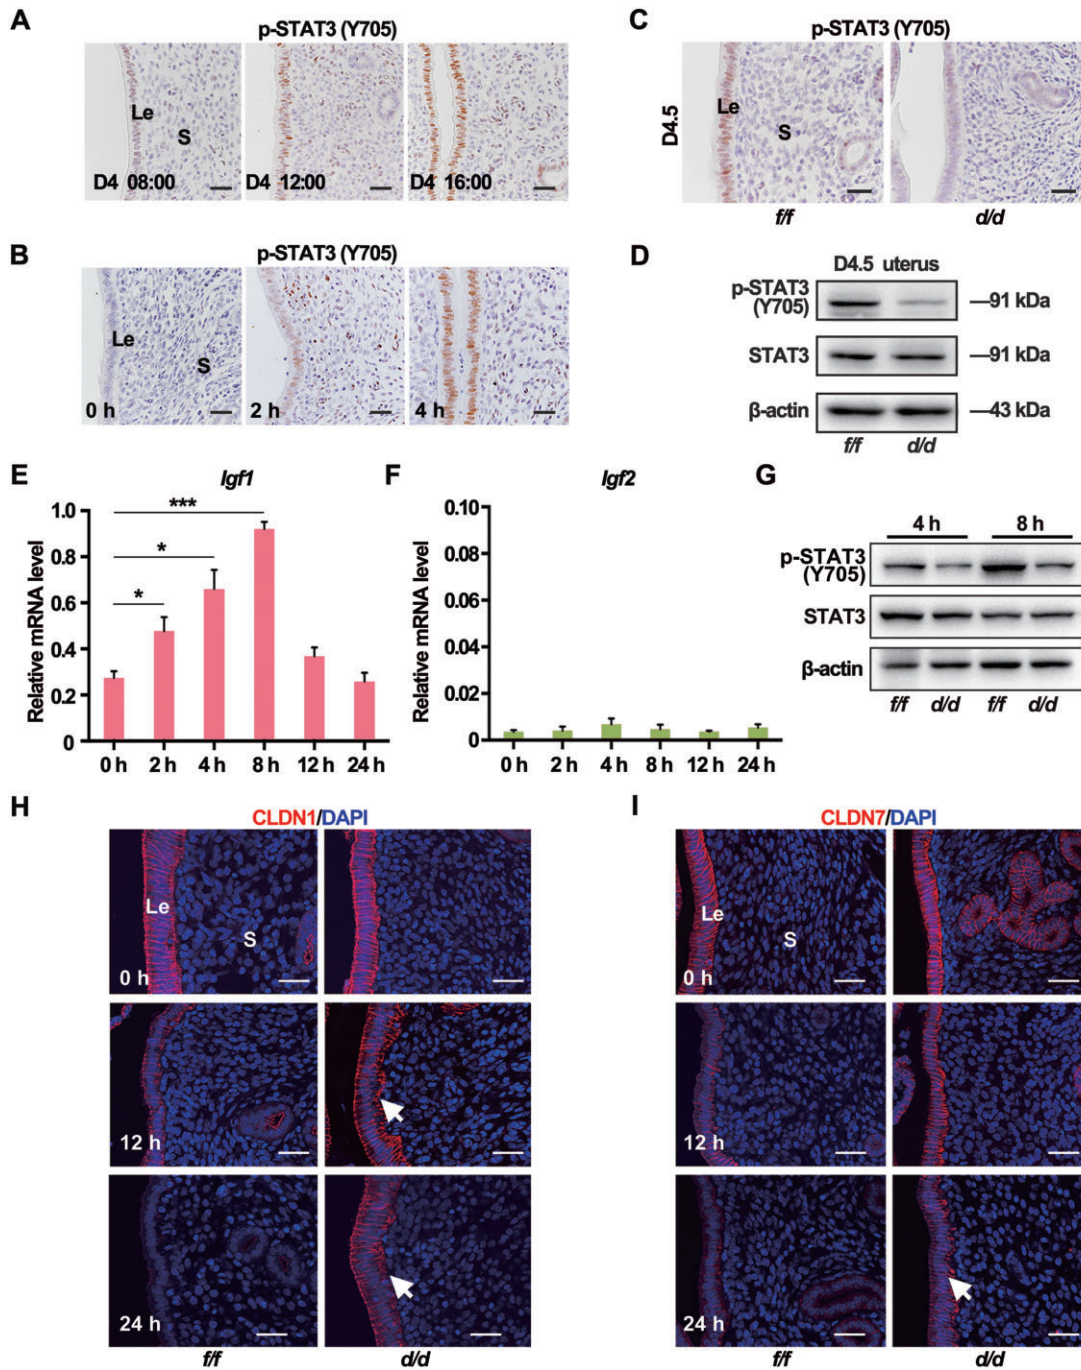 A
p-STAT3 (Y705)
Le
S
D4 08:00
D4 12:00
D4 16:00
B
p-STAT3 (Y705)
Le
S
0 h
2 h
4 h
C
p-STAT3 (Y705)
D4.5
Le
S
f/f
d/d
D
D4.5 uterus
p-STAT3
(Y705)
—91 kDa
STAT3
—91 kDa
β-actin
—43 kDa
f/f
d/d
E
Igf1
Relative mRNA level
1.0
0.8
0.6
0.4
0.2
0
***
*
*
0 h
2 h
4 h
8 h
12 h
24 h
F
Igf2
Relative mRNA level
0.10
0.08
0.06
0.04
0.02
0
0 h
2 h
4 h
8 h
12 h
24 h
G
4 h
8 h
p-STAT3
(Y705)
STAT3
β-actin
f/f
d/d
f/f
d/d
H
CLDN1/DAPI
Le
S
0 h
12 h
24 h
f/f
d/d
I
CLDN7/DAPI
Le
S
0 h
12 h
24 h
f/f
d/d